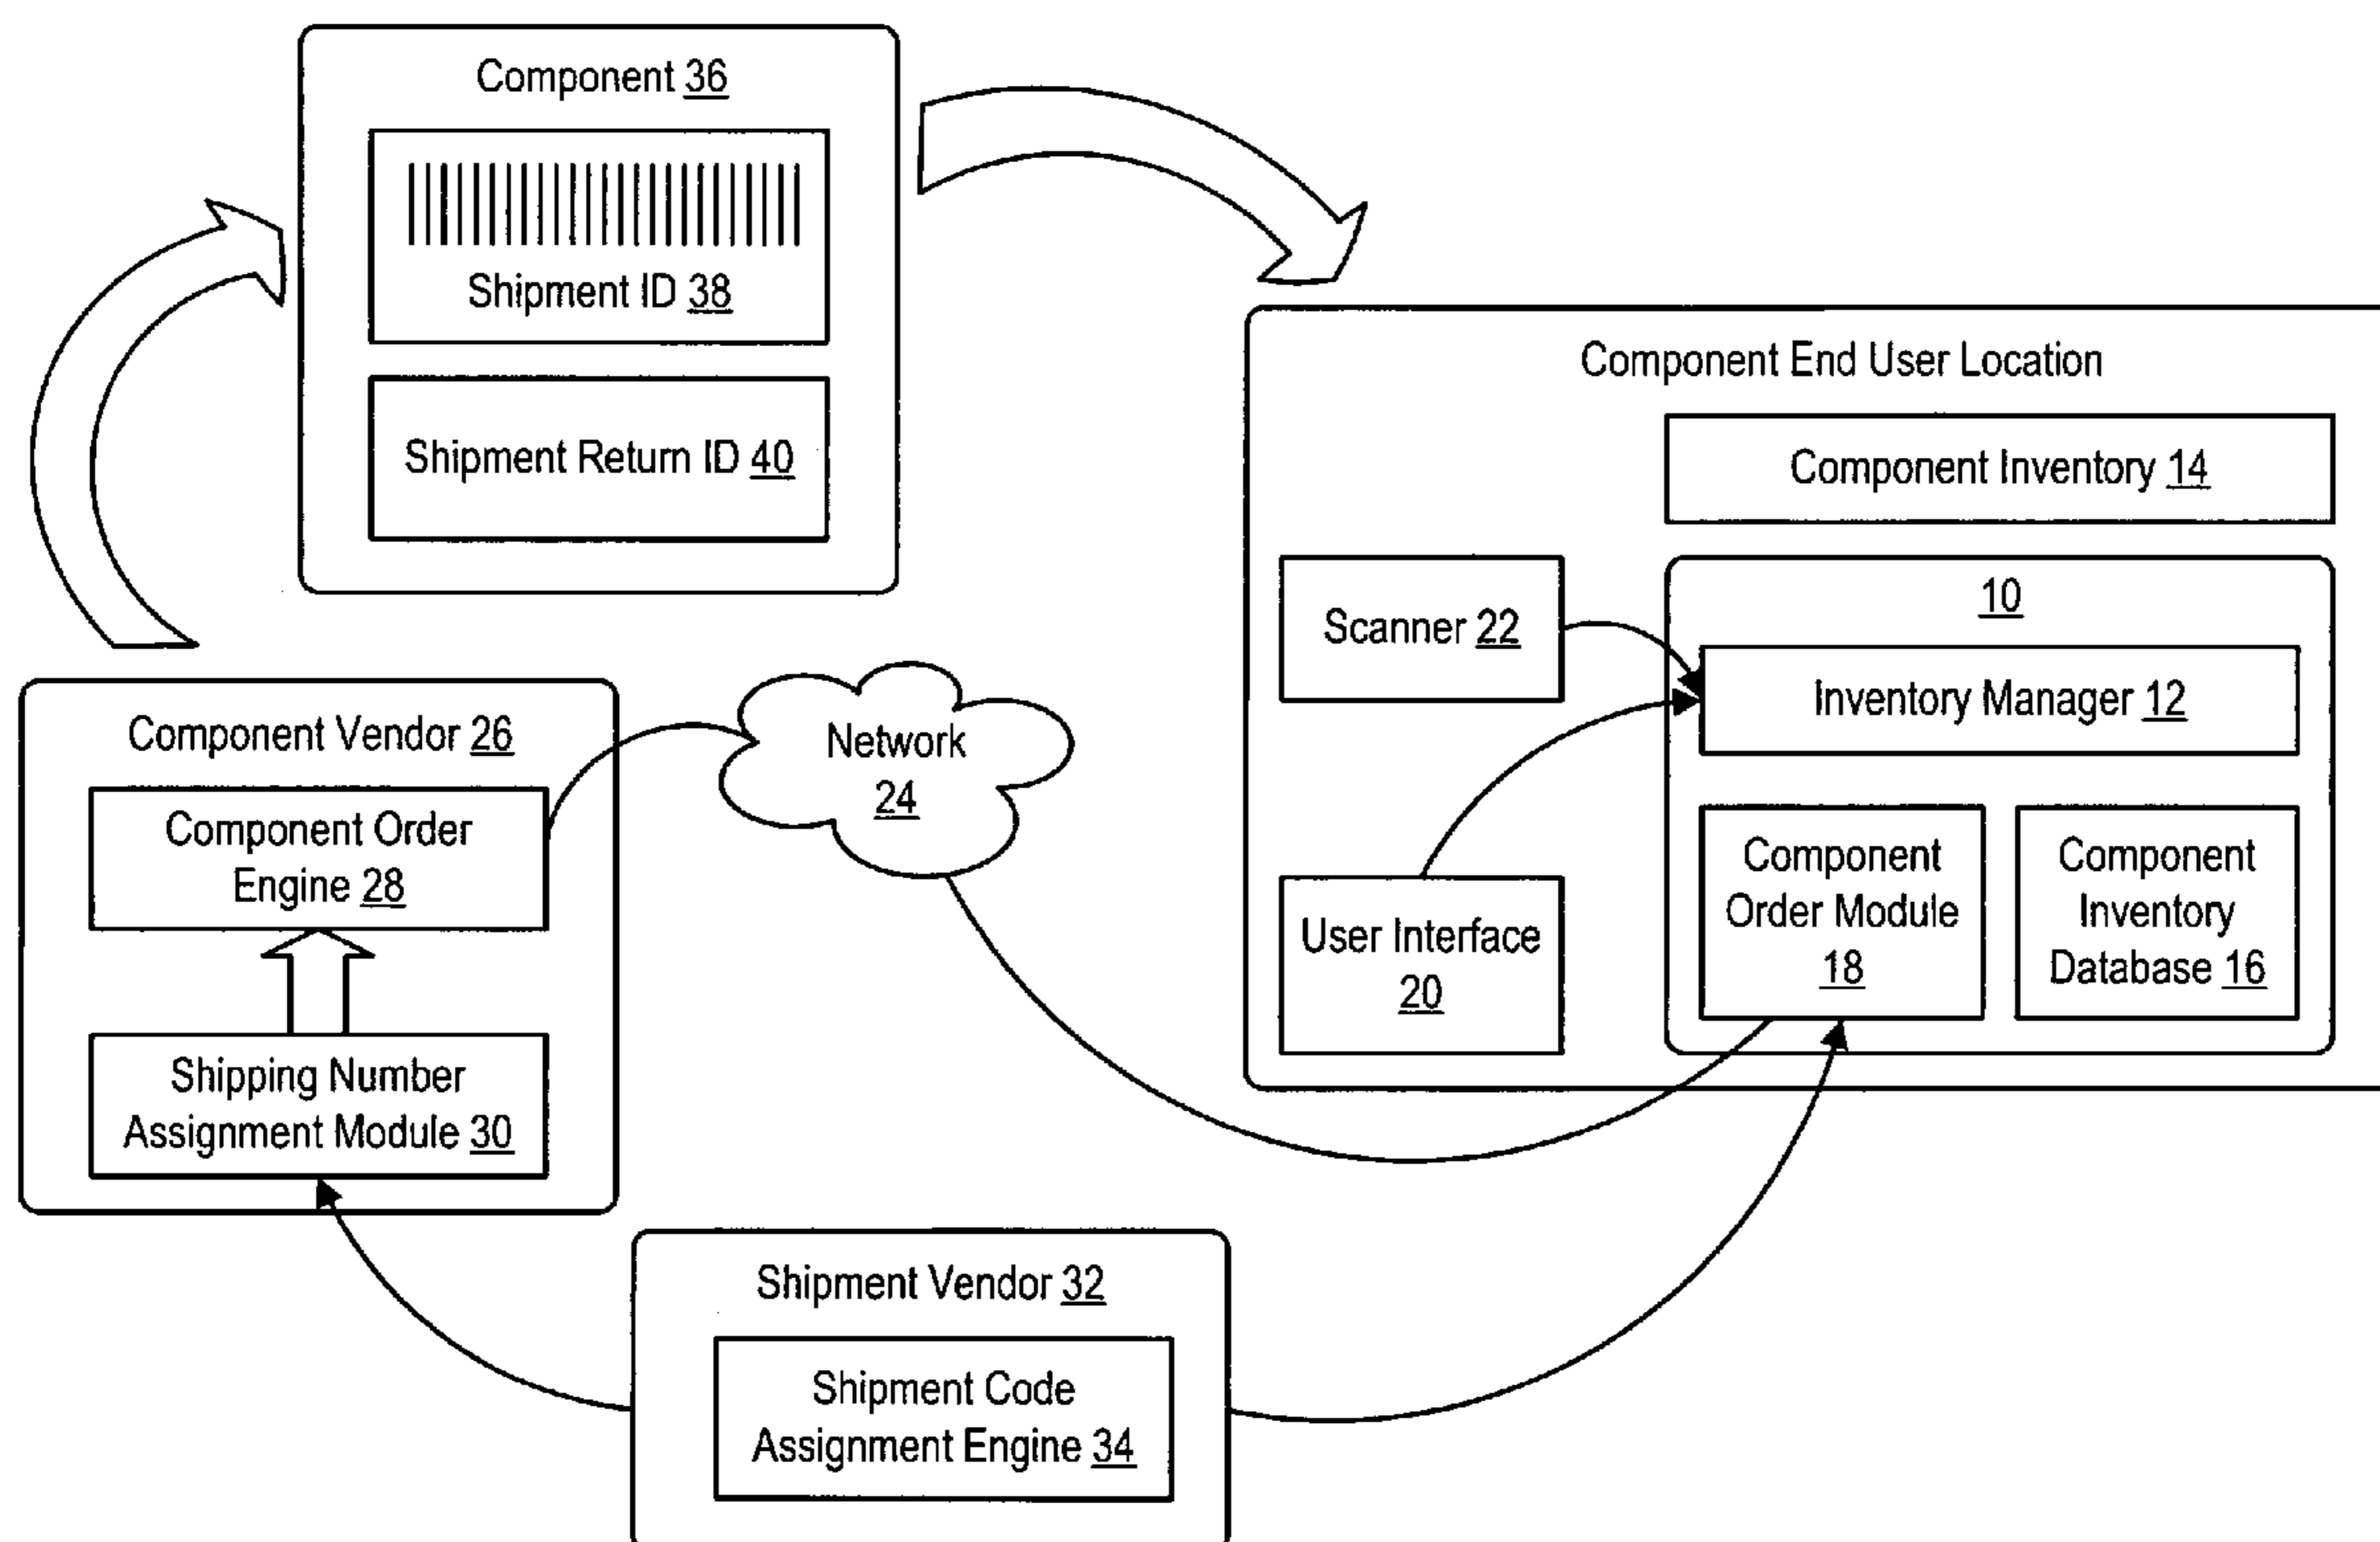 Component 36
Shipment ID 38
Shipment Return ID 40
Component End User Location
Component Inventory 14
Scanner 22
10
Inventory Manager 12
Component
Order Module
18
Component
Inventory
Database 16
User Interface
20
Network
24
Component Vendor 26
Component Order
Engine 28
Shipping Number
Assignment Module 30
Shipment Vendor 32
Shipment Code
Assignment Engine 34